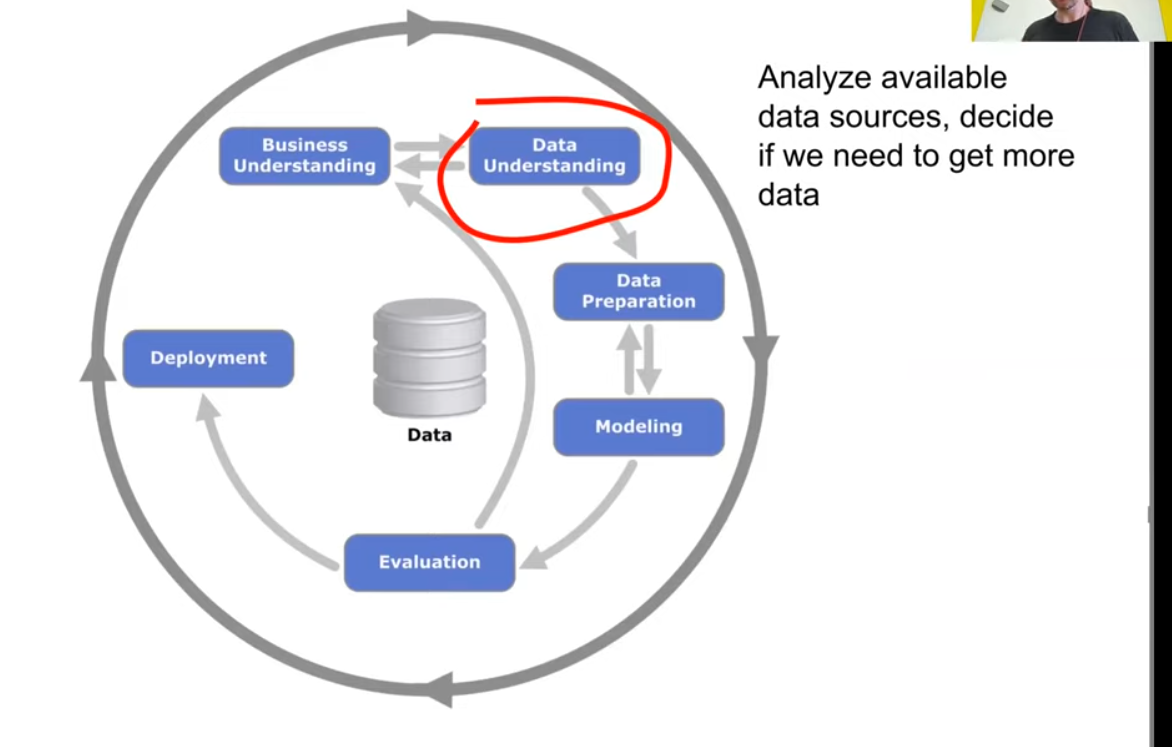 Analyze available
data sources, decide
if we need to get more
data
Business
Understanding
Data
Understanding
Data
Preparation
Deployment
Data
Modeling
Evaluation